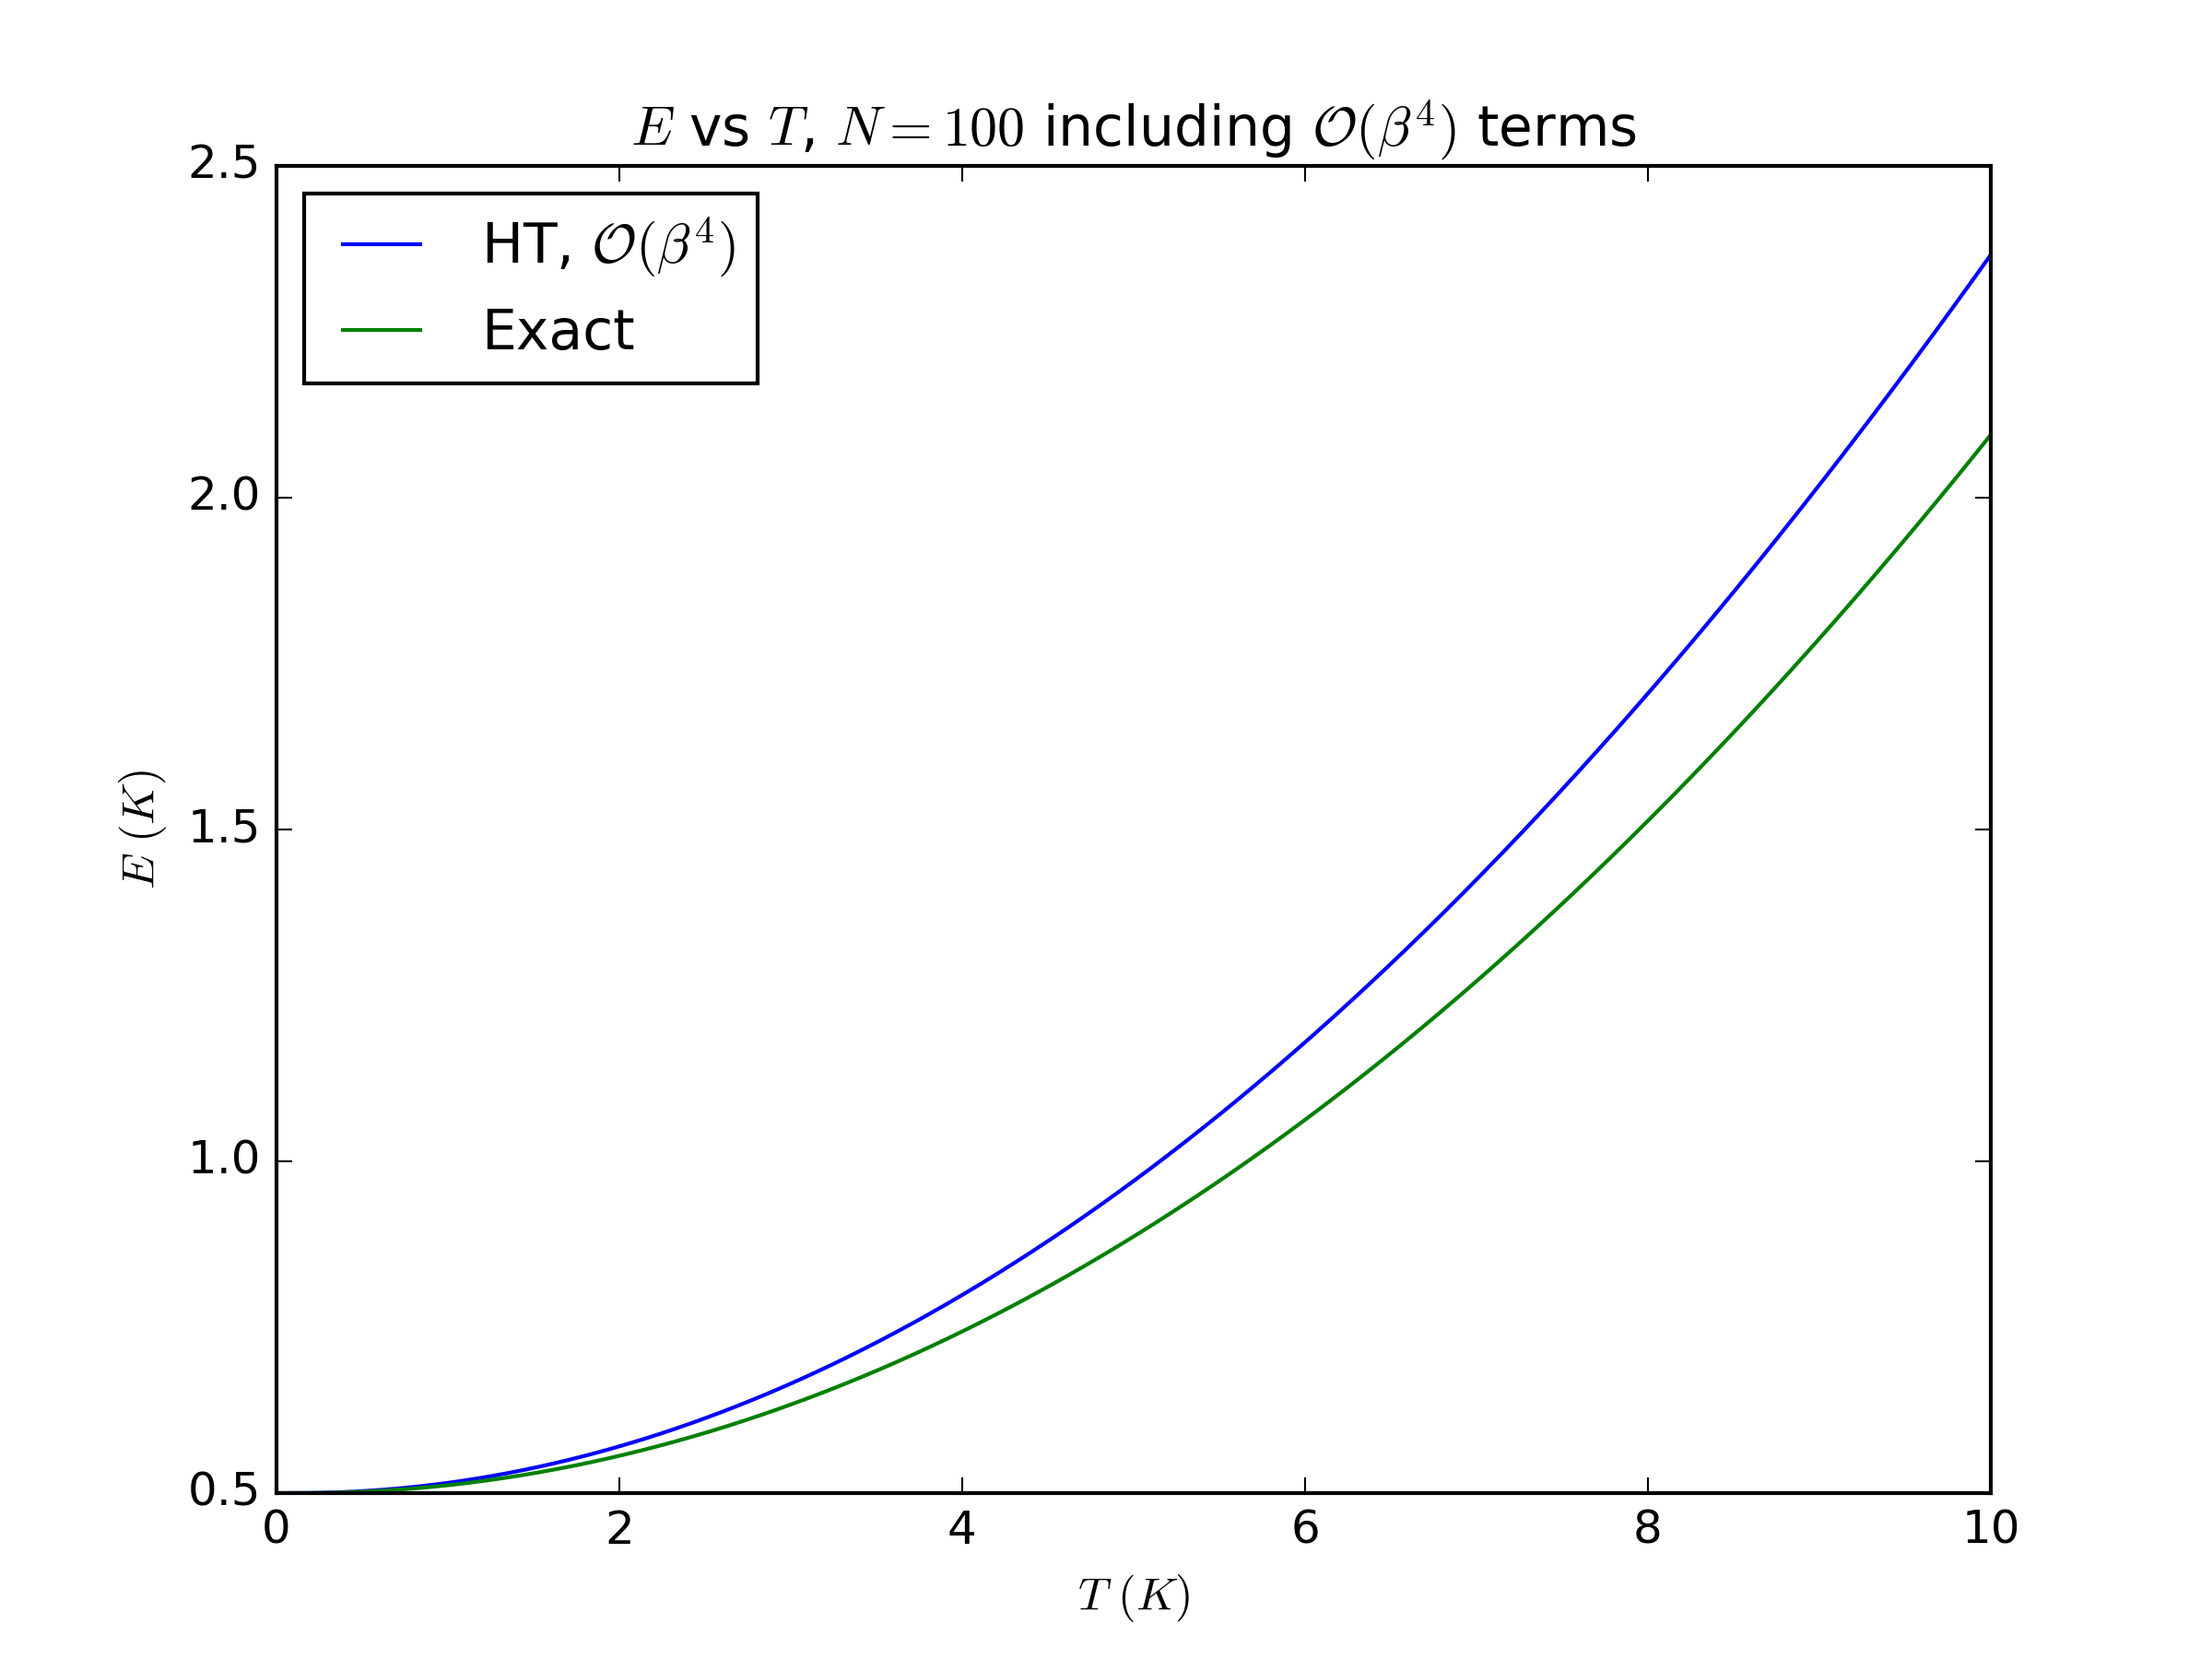 E vs T, N = 100 including 𝒪(β⁴) terms
2.5
HT, 𝒪(β⁴)
Exact
2.0
1.5
1.0
0.5
E (K)
0 2 4 6 8 10
T (K)